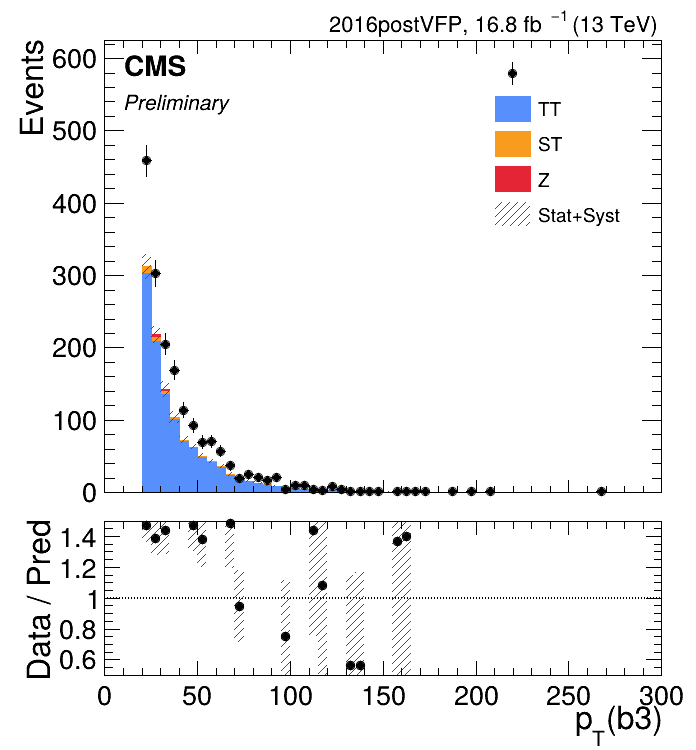 2016postVFP, 16.8 fb⁻¹ (13 TeV)
CMS
Preliminary
Events
600
500
400
300
200
100
0
TT
ST
Z
Stat+Syst
Data / Pred
1.4
1.2
1
0.8
0.6
0 50 100 150 200 250 300
p_T(b3)